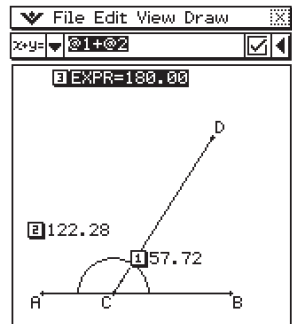 File Edit View Draw
x+y= @1+@2
3 EXPR=180.00
D
2 122.28
1 57.72
A C B